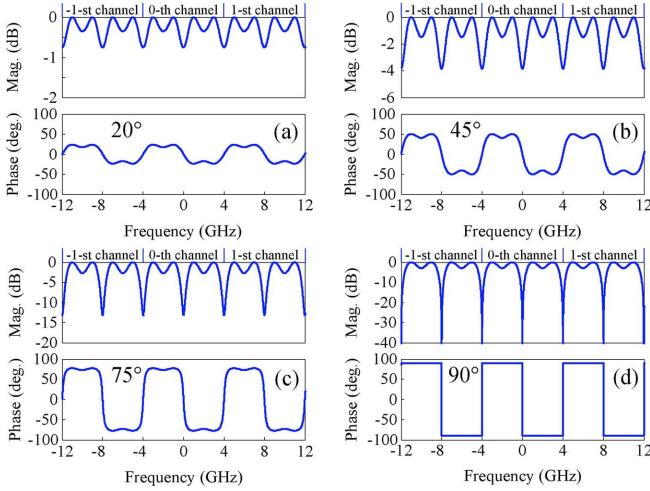 -1-st channel 0-th channel 1-st channel
0
-1
-2
Mag. (dB)
100
50
0
-50
-100
Phase (deg.)
20°
(a)
-12 -8 -4 0 4 8 12
Frequency (GHz)
-1-st channel 0-th channel 1-st channel
0
-2
-4
-6
Mag. (dB)
100
50
0
-50
-100
Phase (deg.)
45°
(b)
-12 -8 -4 0 4 8 12
Frequency (GHz)
-1-st channel 0-th channel 1-st channel
0
-5
-10
-15
-20
Mag. (dB)
100
50
0
-50
-100
Phase (deg.)
75°
(c)
-12 -8 -4 0 4 8 12
Frequency (GHz)
-1-st channel 0-th channel 1-st channel
0
-10
-20
-30
-40
Mag. (dB)
100
50
0
-50
-100
Phase (deg.)
90°
(d)
-12 -8 -4 0 4 8 12
Frequency (GHz)